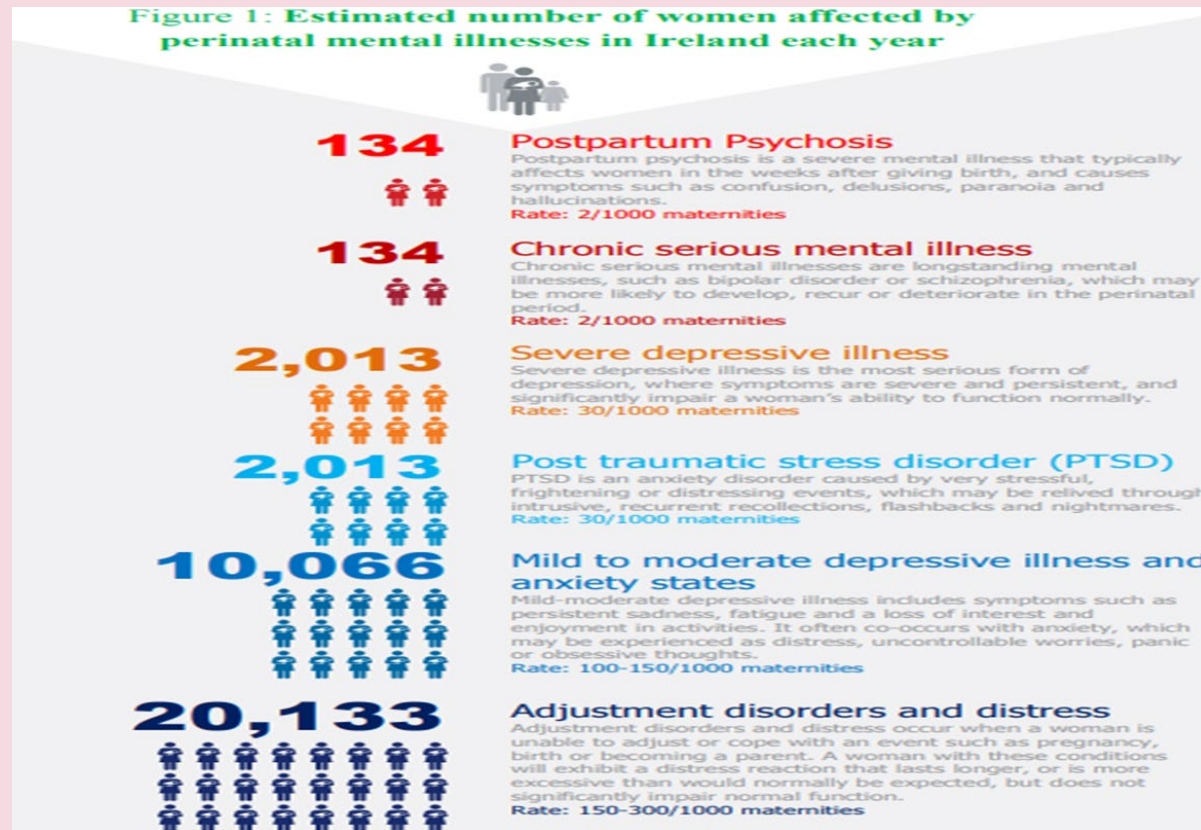 Figure 1: Estimated number of women affected by
perinatal mental illnesses in Ireland each year
134
Postpartum Psychosis
Postpartum psychosis is a severe mental illness that typically
affects women in the weeks after giving birth, and causes
symptoms such as confusion, delusions, paranoia and
hallucinations.
Rate: 2/1000 maternities
134
Chronic serious mental illness
Chronic serious mental illnesses are longstanding mental
illnesses, such as bipolar disorder or schizophrenia, which may
be more likely to develop, recur or deteriorate in the perinatal
period.
Rate: 2/1000 maternities
2,013
Severe depressive illness
Severe depressive illness is the most serious form of
depression, where symptoms are severe and persistent, and
significantly impair a woman's ability to function normally.
Rate: 30/1000 maternities
2,013
Post traumatic stress disorder (PTSD)
PTSD is an anxiety disorder caused by very stressful,
frightening or distressing events, which may be relived through
intrusive, recurrent recollections, flashbacks and nightmares.
Rate: 30/1000 maternities
10,066
Mild to moderate depressive illness and
anxiety states
Mild-moderate depressive illness includes symptoms such as
persistent sadness, fatigue and a loss of interest and
enjoyment in activities. It often co-occurs with anxiety, which
may be experienced as distress, uncontrollable worries, panic
or obsessive thoughts.
Rate: 100-150/1000 maternities
20,133
Adjustment disorders and distress
Adjustment disorders and distress occur when a woman is
unable to adjust or cope with an event such as pregnancy,
birth or becoming a parent. A woman with these conditions
will exhibit a distress reaction that lasts longer, or is more
excessive than would normally be expected, but does not
significantly impair normal function.
Rate: 150-300/1000 maternities